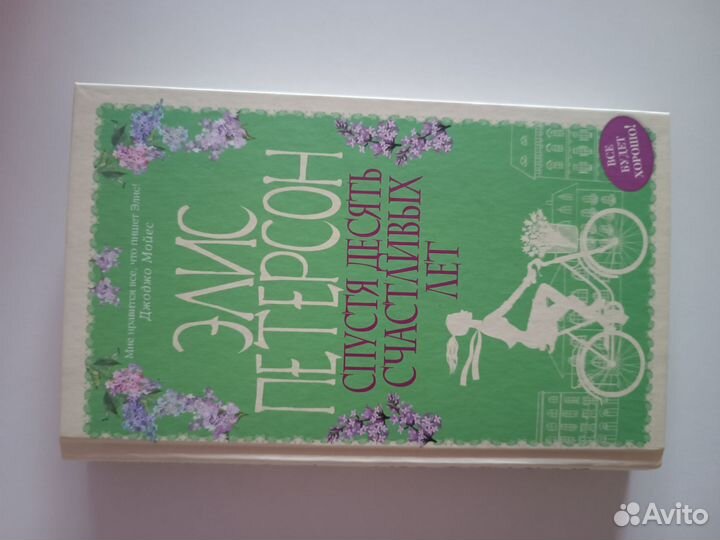 Мне нравится все, что пишет Элис!
Джоджо Мойес
ЭЛИС
ПЕТЕРСОН
СПУСТЯ ДЕСЯТЬ
СЧАСТЛИВЫХ
ЛЕТ
ВСЕ
БУДЕТ
ХОРОШО!
Avito